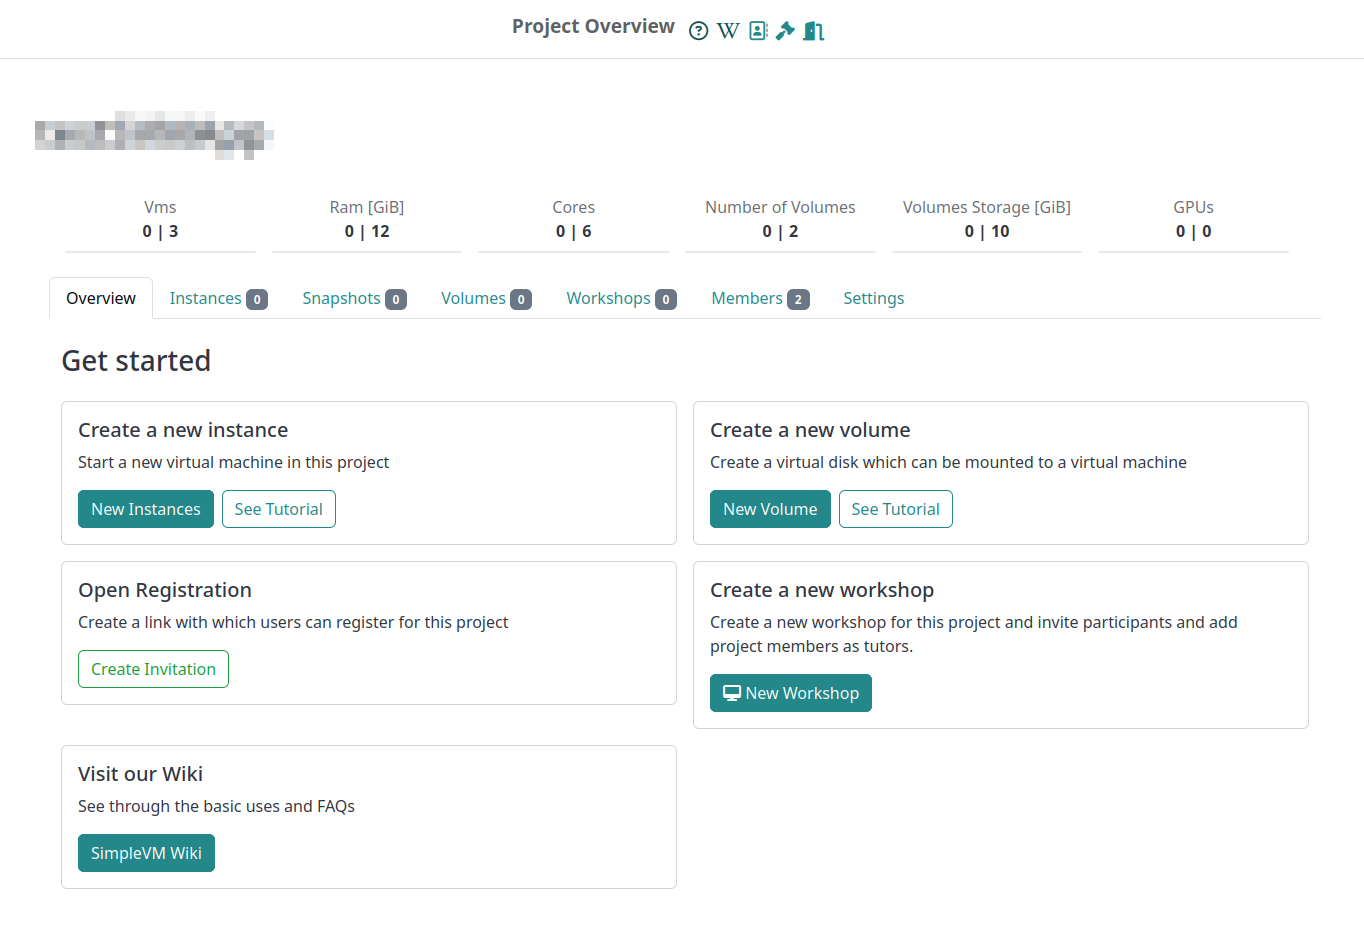 Project Overview
Vms
0 | 3
Ram [GiB]
0 | 12
Cores
0 | 6
Number of Volumes
0 | 2
Volumes Storage [GiB]
0 | 10
GPUs
0 | 0
Overview Instances 0 Snapshots 0 Volumes 0 Workshops 0 Members 2 Settings
Get started
Create a new instance
Start a new virtual machine in this project
New Instances See Tutorial
Create a new volume
Create a virtual disk which can be mounted to a virtual machine
New Volume See Tutorial
Open Registration
Create a link with which users can register for this project
Create Invitation
Create a new workshop
Create a new workshop for this project and invite participants and add
project members as tutors.
New Workshop
Visit our Wiki
See through the basic uses and FAQs
SimpleVM Wiki